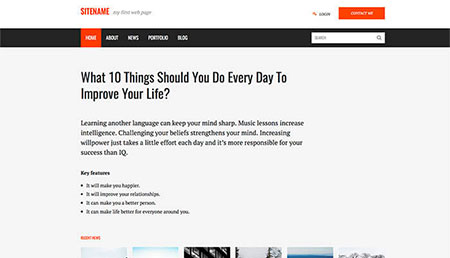 SITENAME my first web page
LOGIN
CONTACT ME
HOME ABOUT NEWS PORTFOLIO BLOG
SEARCH
What 10 Things Should You Do Every Day To
Improve Your Life?
Learning another language can keep your mind sharp. Music lessons increase
intelligence. Challenging your beliefs strengthens your mind. Increasing
willpower just takes a little effort each day and it's more responsible for your
success than IQ.
Key features
It will make you happier.
It will improve your relationships.
It can make you a better person.
It can make life better for everyone around you.
RECENT NEWS